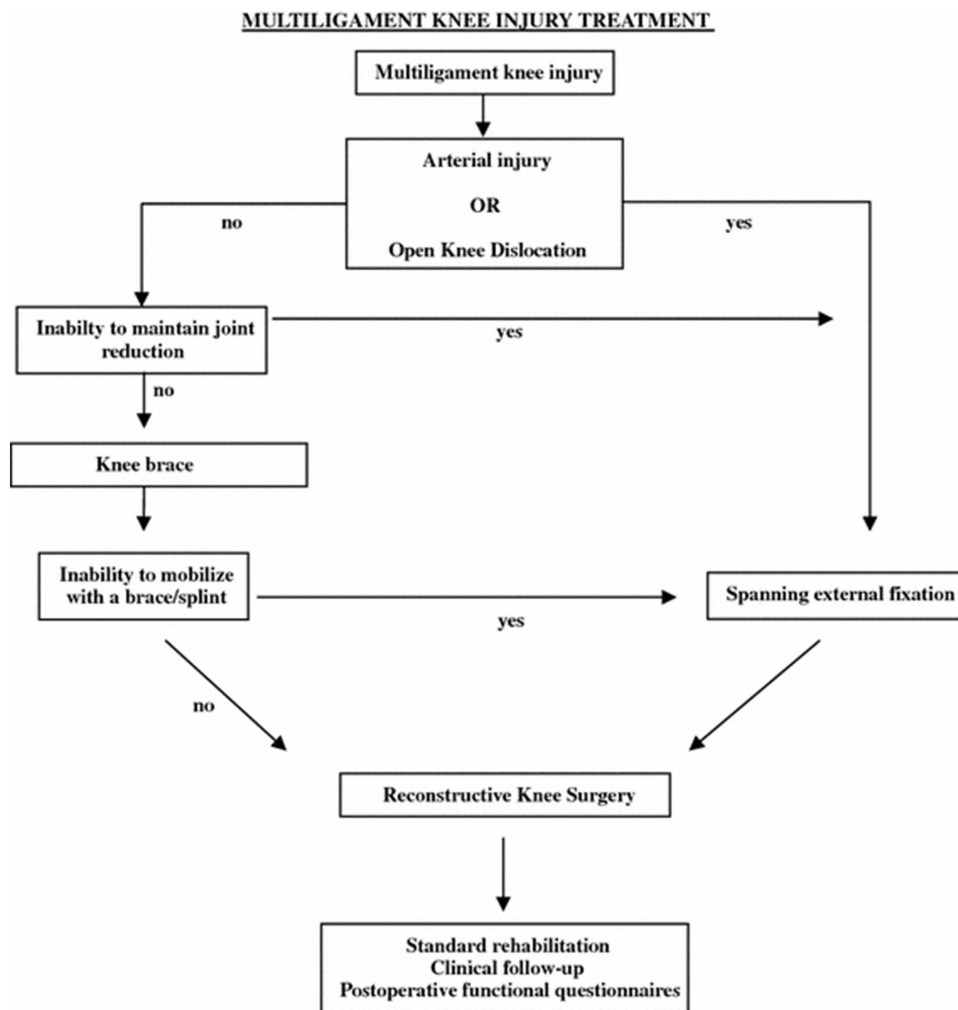 MULTILIGAMENT KNEE INJURY TREATMENT
Multiligament knee injury
Arterial injury
OR
Open Knee Dislocation
no
yes
Inabilty to maintain joint
reduction
yes
no
Knee brace
Inability to mobilize
with a brace/splint
yes
Spanning external fixation
no
Reconstructive Knee Surgery
Standard rehabilitation
Clinical follow-up
Postoperative functional questionnaires